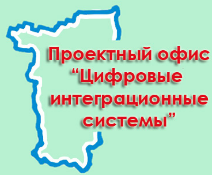 Проектный офис
“Цифровые
интеграционные
системы”